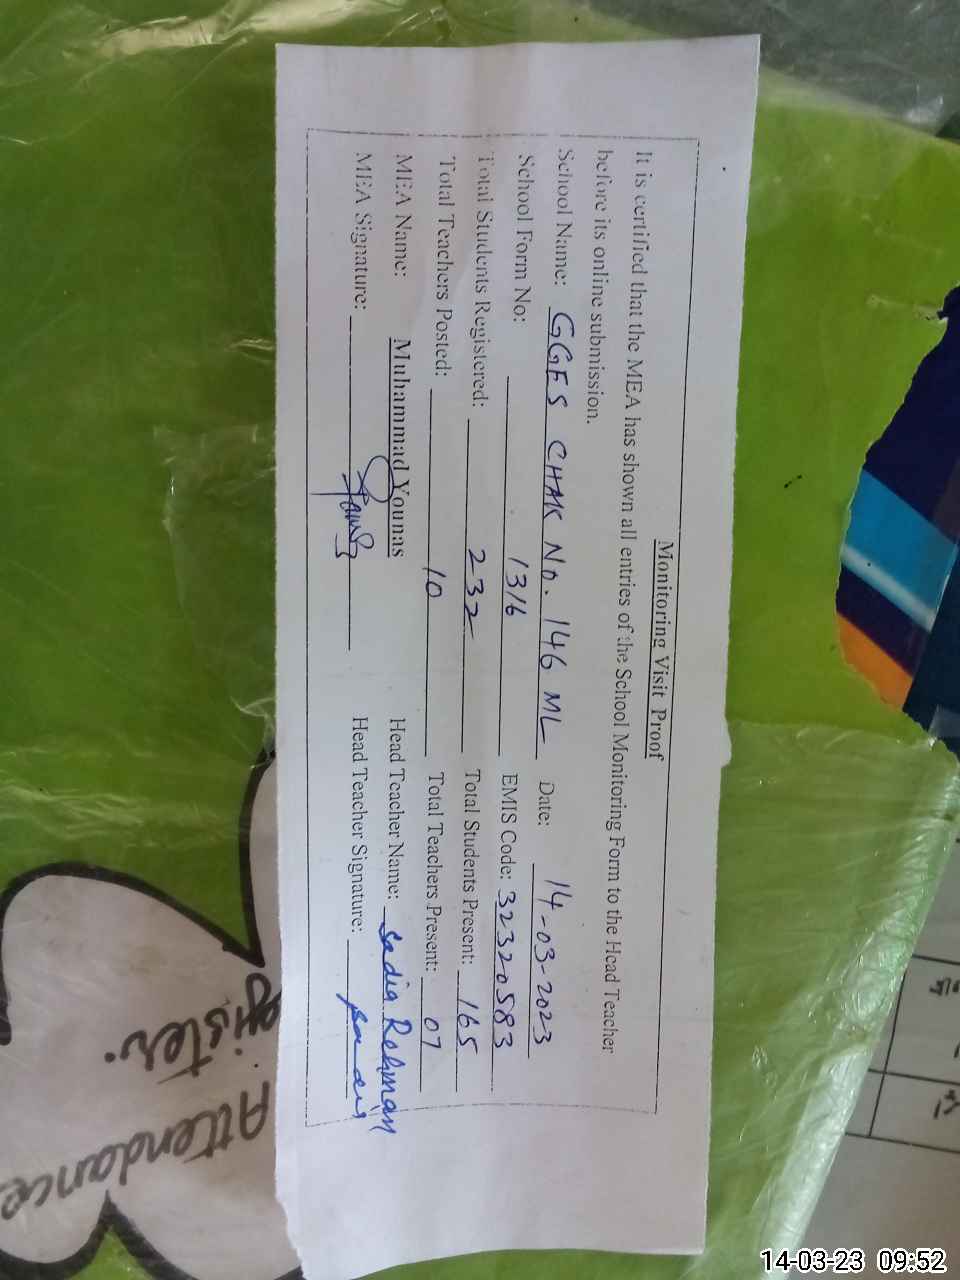 Monitoring Visit Proof
It is certified that the MEA has shown all entries of the School Monitoring Form to the Head Teacher
before its online submission.
School Name: GGES CHAK No. 146 ML Date: 14-03-2023
School Form No: 1316 EMIS Code: 32320583
Total Students Registered: 232 Total Students Present: 165
Total Teachers Posted: 10 Total Teachers Present: 07
MEA Name: Muhammad Younas Head Teacher Name: Sadia Rehman
MEA Signature: Head Teacher Signature:
Attendance
14-03-23 09:52